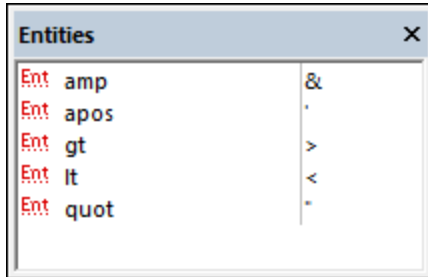 Entities ×
Ent amp &
Ent apos '
Ent gt >
Ent lt <
Ent quot "